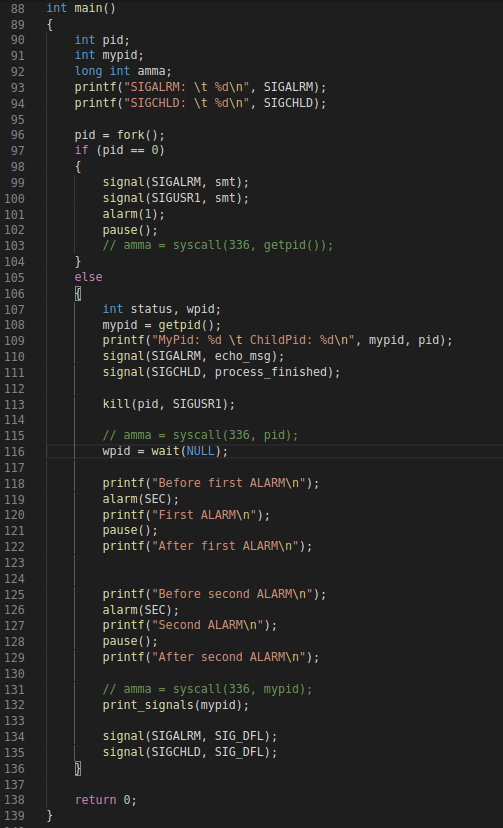 88 int main()
89 {
90 int pid;
91 int mypid;
92 long int amma;
93 printf("SIGALRM: \t %d\n", SIGALRM);
94 printf("SIGCHLD: \t %d\n", SIGCHLD);
95
96 pid = fork();
97 if (pid == 0)
98 {
99 signal(SIGALRM, smt);
100 signal(SIGUSR1, smt);
101 alarm(1);
102 pause();
103 // amma = syscall(336, getpid());
104 }
105 else
106 {
107 int status, wpid;
108 mypid = getpid();
109 printf("MyPid: %d \t ChildPid: %d\n", mypid, pid);
110 signal(SIGALRM, echo_msg);
111 signal(SIGCHLD, process_finished);
112
113 kill(pid, SIGUSR1);
114
115 // amma = syscall(336, pid);
116 wpid = wait(NULL);
117
118 printf("Before first ALARM\n");
119 alarm(SEC);
120 printf("First ALARM\n");
121 pause();
122 printf("After first ALARM\n");
123
124
125 printf("Before second ALARM\n");
126 alarm(SEC);
127 printf("Second ALARM\n");
128 pause();
129 printf("After second ALARM\n");
130
131 // amma = syscall(336, mypid);
132 print_signals(mypid);
133
134 signal(SIGALRM, SIG_DFL);
135 signal(SIGCHLD, SIG_DFL);
136 }
137
138 return 0;
139 }